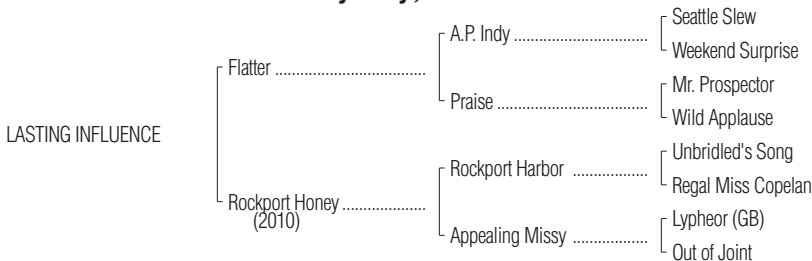 Seattle Slew
A.P. Indy
Weekend Surprise
Flatter
Mr. Prospector
Praise
Wild Applause
LASTING INFLUENCE
Unbridled's Song
Rockport Harbor
Regal Miss Copelan
Rockport Honey
(2010)
Lypheor (GB)
Appealing Missy
Out of Joint